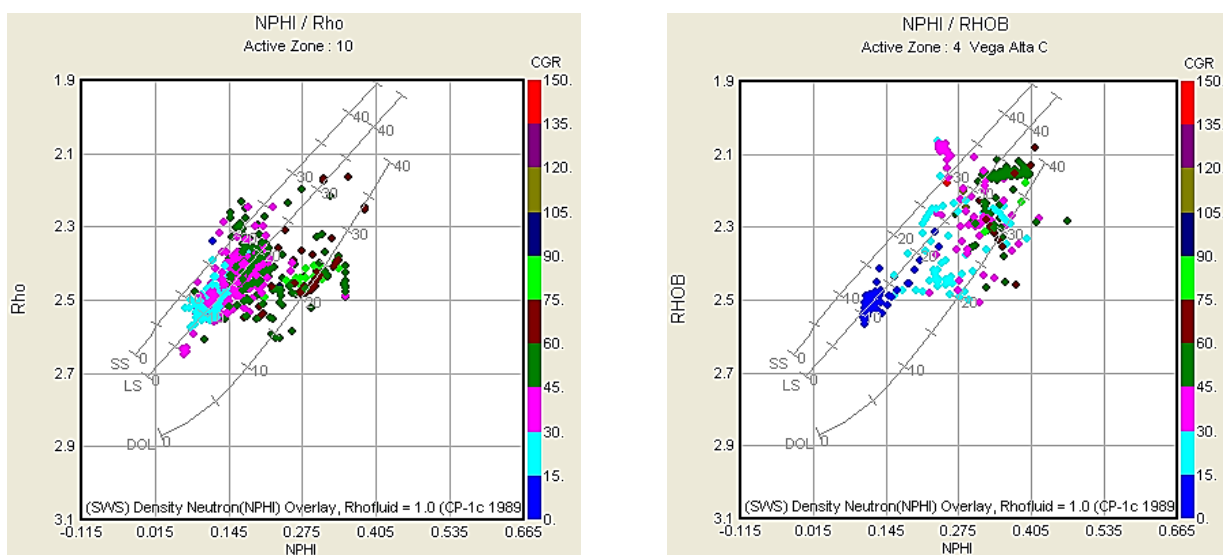 NPHI / Rho
Active Zone : 10
CGR
1.9
2.1
2.3
2.5
2.7
2.9
3.1
Rho
150.
135.
120.
105.
90.
75.
60.
45.
30.
15.
0.
40
40
40
30
30
30
20
10
SS 0
LS 0
DOL 0
(SWS) Density Neutron(NPHI) Overlay, Rhofluid = 1.0 (CP-1c 1989
-0.115 0.015 0.145 0.275 0.405 0.535 0.665
NPHI
NPHI / RHOB
Active Zone : 4 Vega Alta C
CGR
1.9
2.1
2.3
2.5
2.7
2.9
3.1
RHOB
150.
135.
120.
105.
90.
75.
60.
45.
30.
15.
0.
40
40
40
30
30
20
20
20
10
10
10
SS 0
LS 0
DOL 0
(SWS) Density Neutron(NPHI) Overlay, Rhofluid = 1.0 (CP-1c 1989
-0.115 0.015 0.145 0.275 0.405 0.535 0.665
NPHI